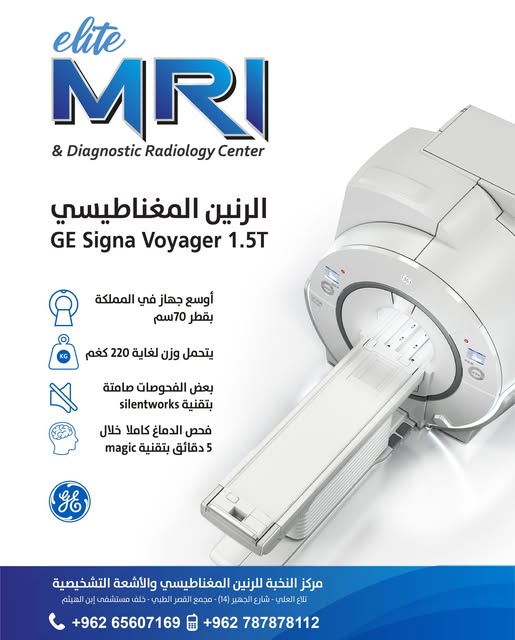 elite
MRI
& Diagnostic Radiology Center
الرنين المغناطيسي
GE Signa Voyager 1.5T
أوسع جهاز في المملكة
بقطر 70سم
KG
يتحمل وزن لغاية 220 كغم
بعض الفحوصات صامتة
بتقنية silentworks
فحص الدماغ كاملا خلال
5 دقائق بتقنية magic
GE
مركز النخبة للرنين المغناطيسي والأشعة التشخيصية
تلاع العلي - شارع الجهير (14) - مجمع القصر الطبي - خلف مستشفى إبن الهيثم
+962 65607169 +962 787878112